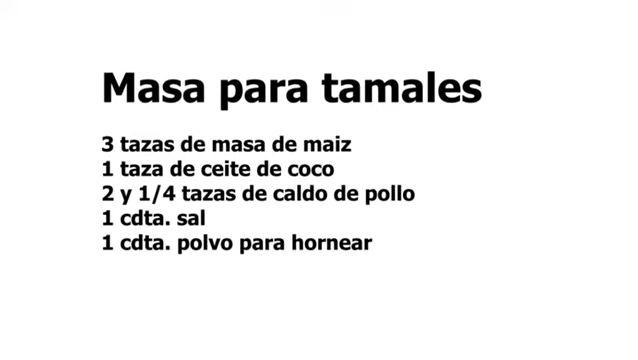 Masa para tamales
3 tazas de masa de maiz
1 taza de ceite de coco
2 y 1/4 tazas de caldo de pollo
1 cdta. sal
1 cdta. polvo para hornear